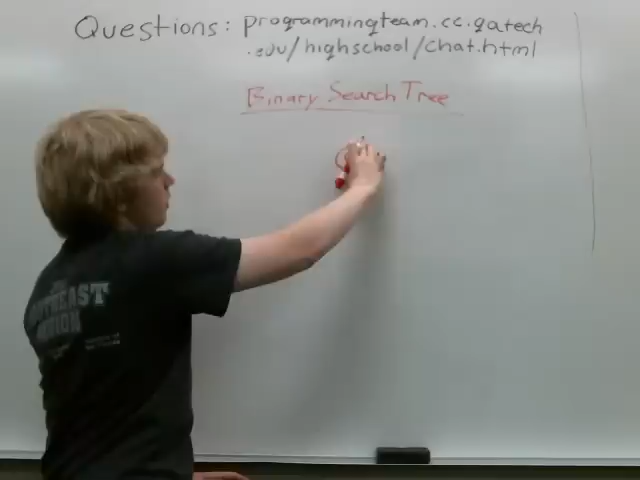 Questions: programmingteam.cc.gatech
.edu/highschool/chat.html
Binary Search Tree